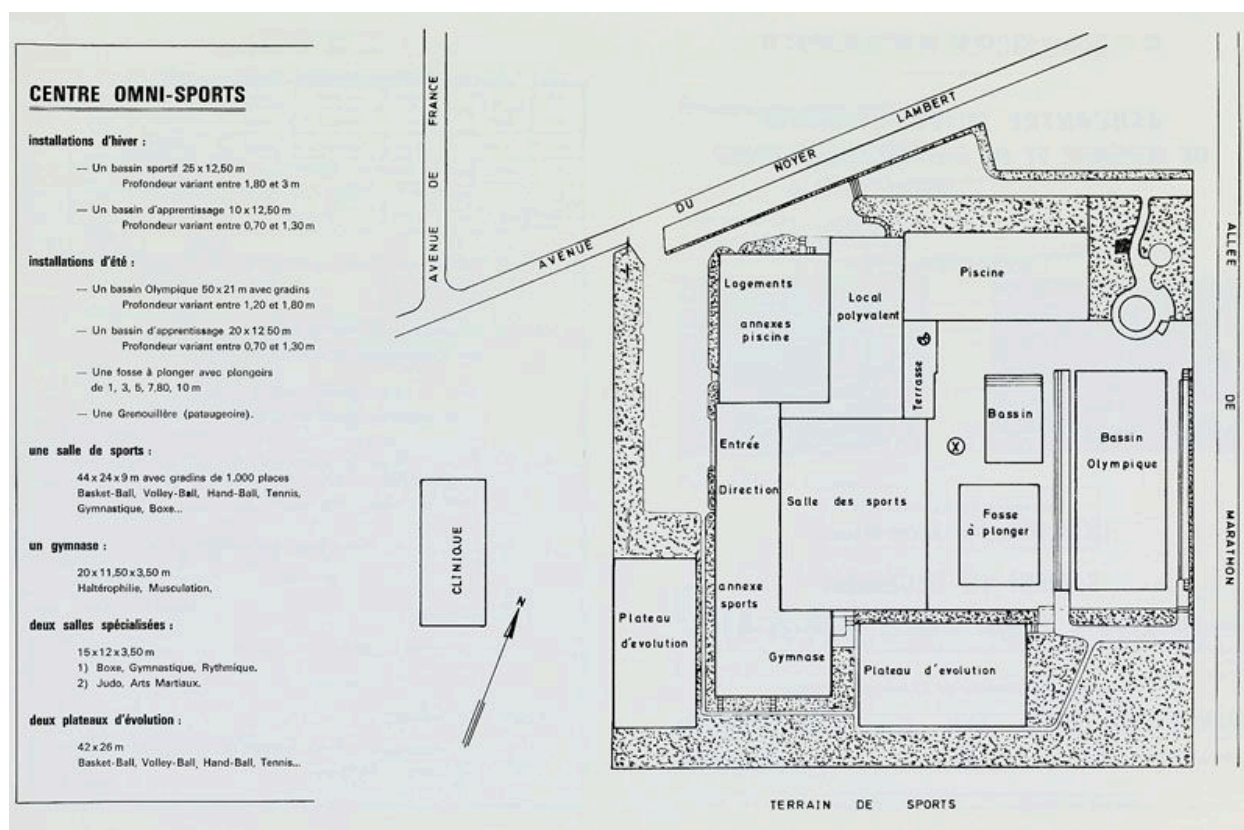 CENTRE OMNI-SPORTS
installations d'hiver :
— Un bassin sportif 25 x 12,50 m
Profondeur variant entre 1,80 et 3 m
— Un bassin d'apprentissage 10 x 12,50 m
Profondeur variant entre 0,70 et 1,30 m
installations d'été :
— Un bassin Olympique 50 x 21 m avec gradins
Profondeur variant entre 1,20 et 1,80 m
— Un bassin d'apprentissage 20 x 12 50 m
Profondeur variant entre 0,70 et 1,30 m
— Une fosse à plonger avec plongoirs
de 1, 3, 5, 7,80, 10 m
— Une Grenouillère (pataugeoire).
une salle de sports :
44 x 24 x 9 m avec gradins de 1.000 places
Basket-Ball, Volley-Ball, Hand-Ball, Tennis,
Gymnastique, Boxe...
un gymnase :
20 x 11,50 x 3,50 m
Haltérophilie, Musculation.
deux salles spécialisées :
15 x 12 x 3,50 m
1) Boxe, Gymnastique, Rythmique.
2) Judo, Arts Martiaux.
deux plateaux d'évolution :
42 x 26 m
Basket-Ball, Volley-Ball, Hand-Ball, Tennis...
AVENUE DE FRANCE
AVENUE DU NOYER LAMBERT
ALLEE DE MARATHON
Logements
annexes
piscine
Local
polyvalent
Piscine
Terrasse
Bassin
Bassin
Olympique
Entrée
Direction
Salle des sports
Fosse
à plonger
annexe
sports
Gymnase
Plateau
d'évolution
Plateau d'évolution
CLINIQUE
N
TERRAIN DE SPORTS